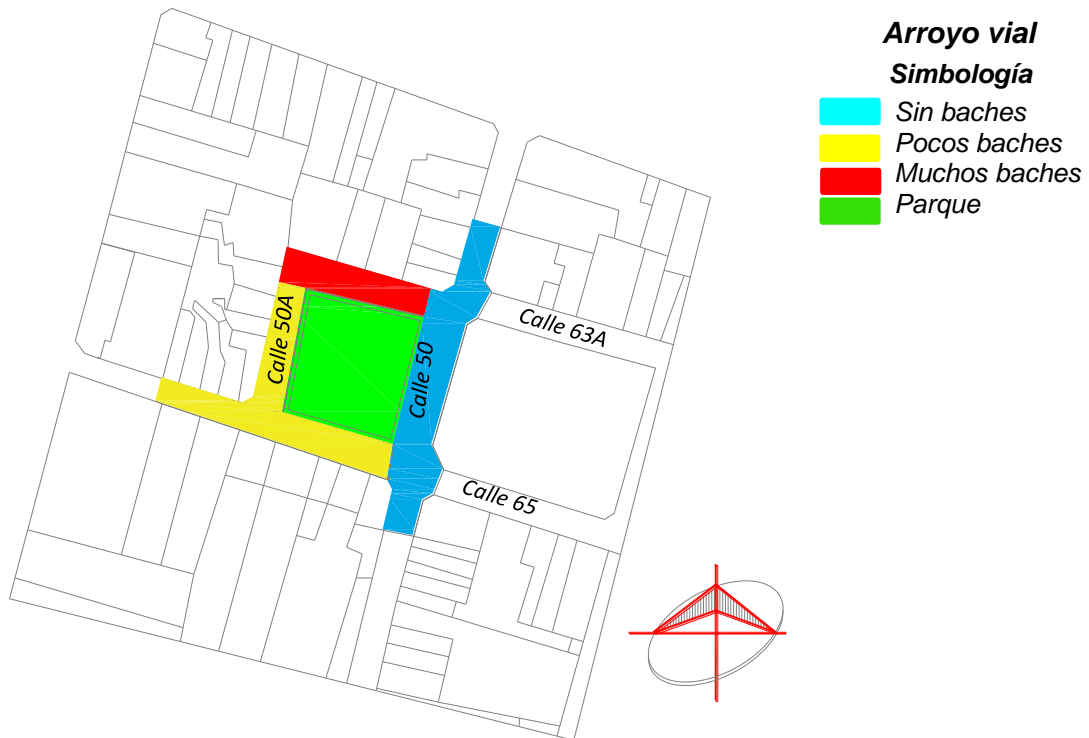 Arroyo vial
Simbología
Sin baches
Pocos baches
Muchos baches
Parque
Calle 63A
Calle 50A
Calle 50
Calle 65